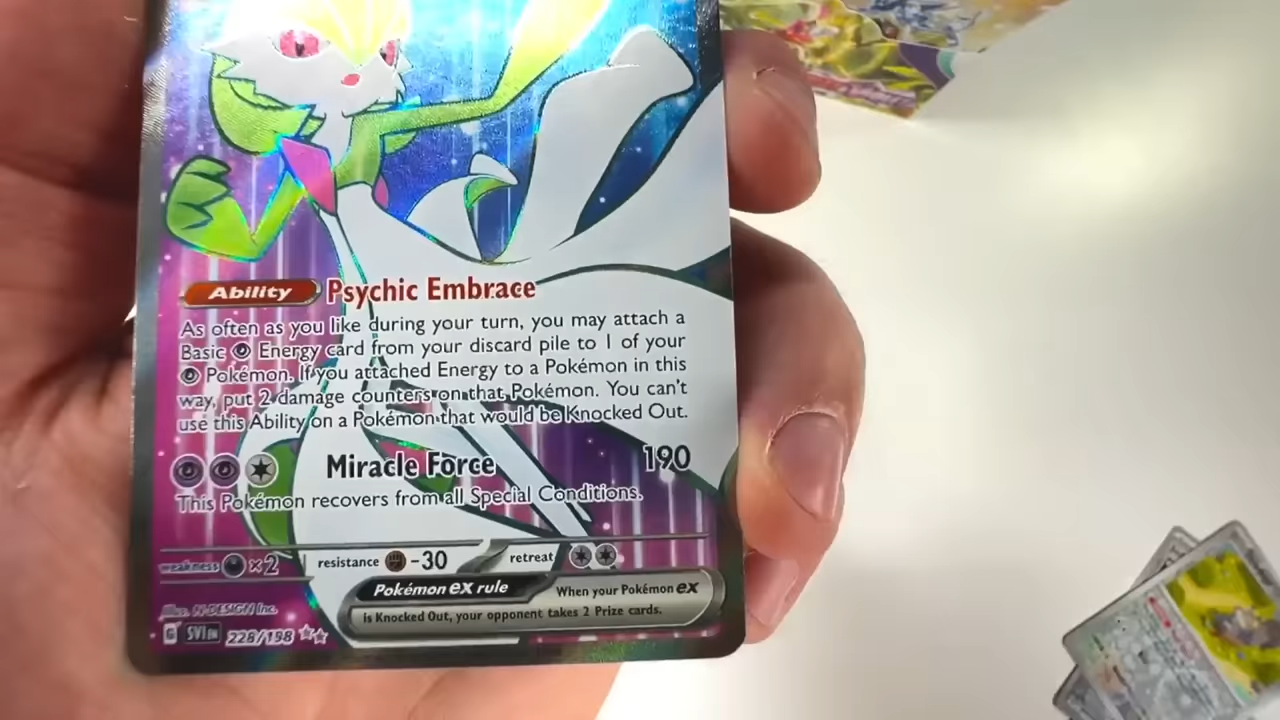 Ability Psychic Embrace
As often as you like during your turn, you may attach a
Basic Energy card from your discard pile to 1 of your
Pokémon. If you attached Energy to a Pokémon in this
way, put 2 damage counters on that Pokémon. You can't
use this Ability on a Pokémon that would be Knocked Out.
Miracle Force 190
This Pokémon recovers from all Special Conditions.
weakness ×2 resistance -30 retreat
Pokémon ex rule When your Pokémon ex
is Knocked Out, your opponent takes 2 Prize cards.
Illus. N-DESIGN Inc.
G SVI EN 228/198